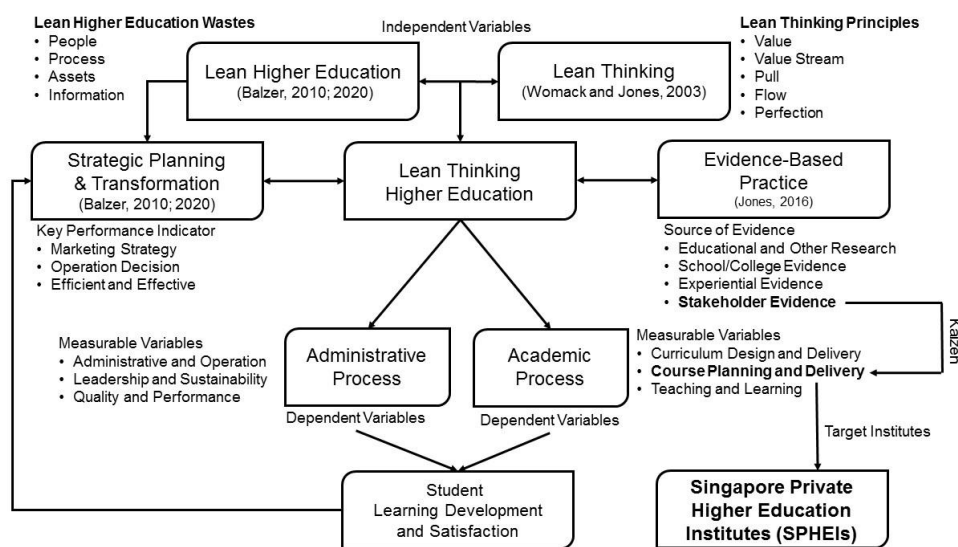 Lean Higher Education Wastes
• People
• Process
• Assets
• Information
Independent Variables
Lean Thinking Principles
• Value
• Value Stream
• Pull
• Flow
• Perfection
Lean Higher Education
(Balzer, 2010; 2020)
Lean Thinking
(Womack and Jones, 2003)
Strategic Planning
& Transformation
(Balzer, 2010; 2020)
Lean Thinking
Higher Education
Evidence-Based
Practice
(Jones, 2016)
Key Performance Indicator
• Marketing Strategy
• Operation Decision
• Efficient and Effective
Source of Evidence
• Educational and Other Research
• School/College Evidence
• Experiential Evidence
• Stakeholder Evidence
Kaizen
Measurable Variables
• Administrative and Operation
• Leadership and Sustainability
• Quality and Performance
Administrative
Process
Academic
Process
Measurable Variables
• Curriculum Design and Delivery
• Course Planning and Delivery
• Teaching and Learning
Dependent Variables
Dependent Variables
Target Institutes
Student
Learning Development
and Satisfaction
Singapore Private
Higher Education
Institutes (SPHEIs)